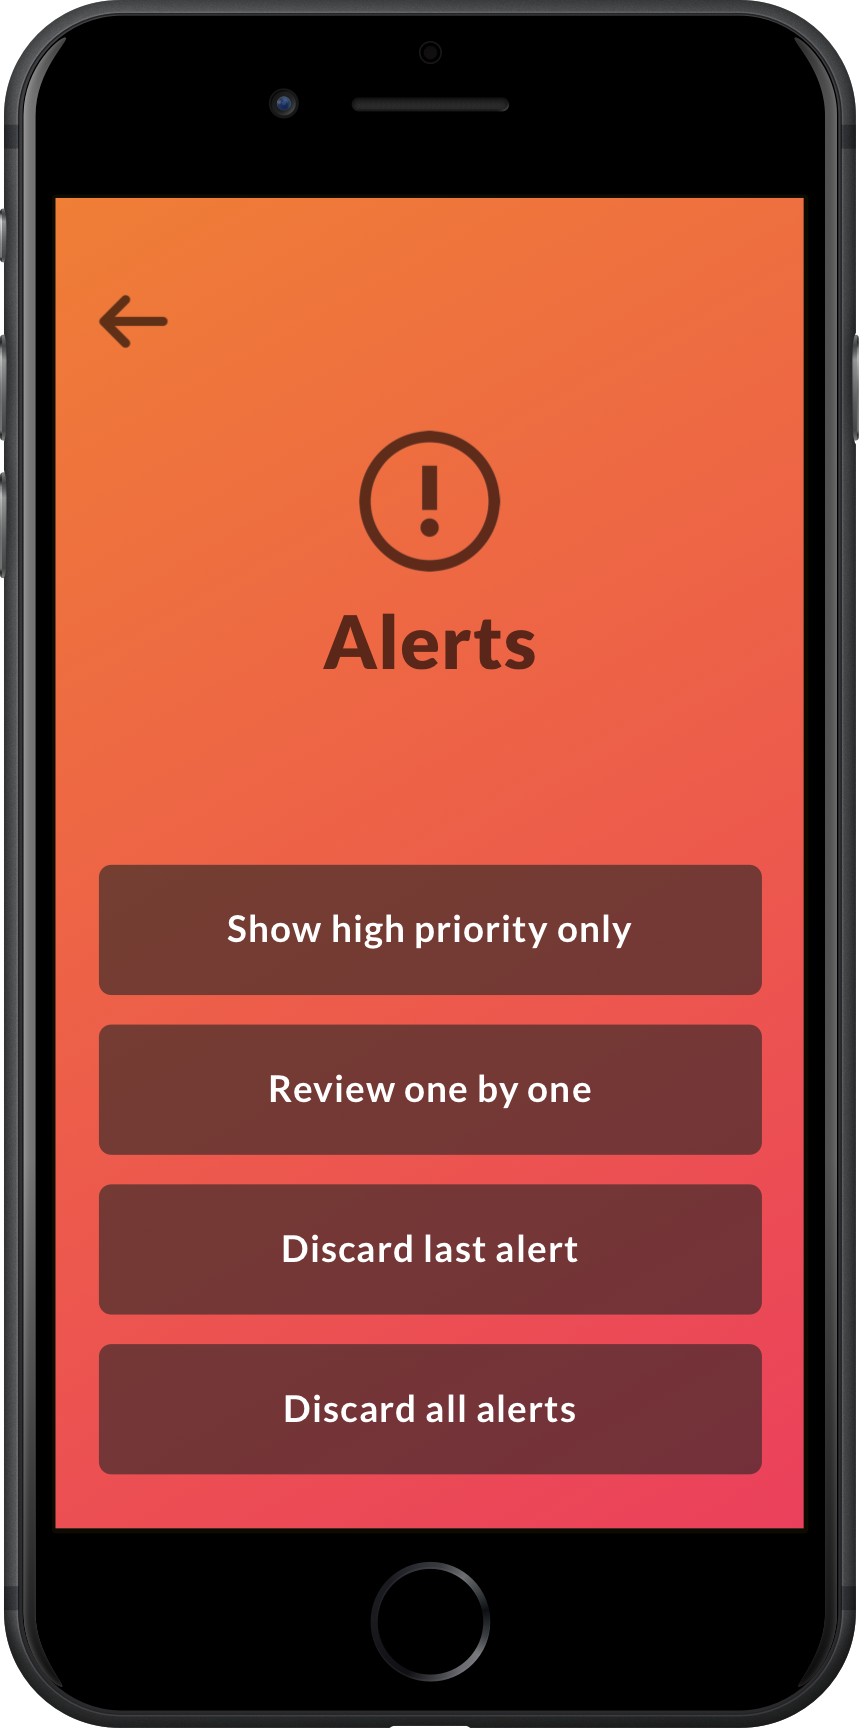 Alerts
Show high priority only
Review one by one
Discard last alert
Discard all alerts